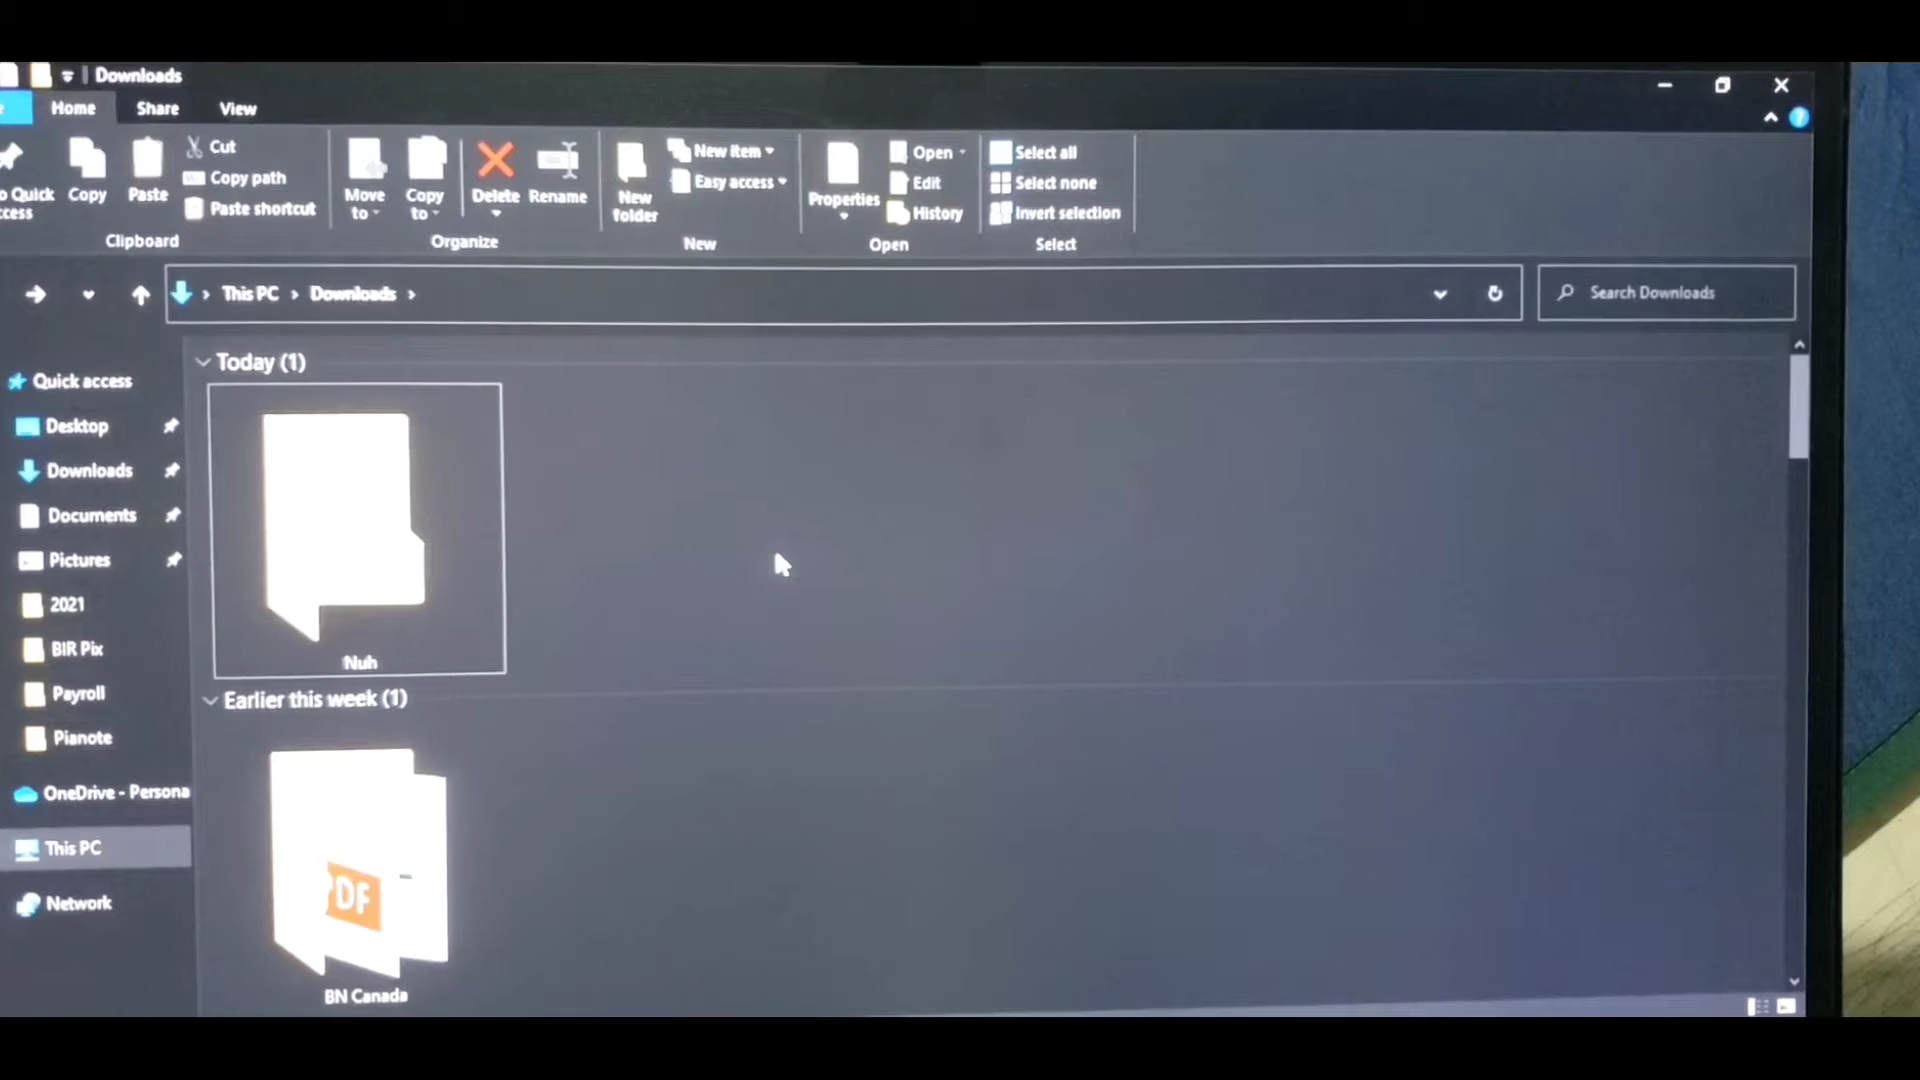 Downloads
Home Share View
Cut
Copy path
Paste shortcut
Copy Paste
Clipboard
Move to
Copy to
Delete
Rename
Organize
New folder
New item
Easy access
New
Properties
Open
Edit
History
Open
Select all
Select none
Invert selection
Select
This PC > Downloads >
Search Downloads
Quick access
Desktop
Downloads
Documents
Pictures
2021
BIR Pix
Payroll
Pianote
OneDrive - Persona
This PC
Network
Today (1)
Nuh
Earlier this week (1)
DF
BN Canada